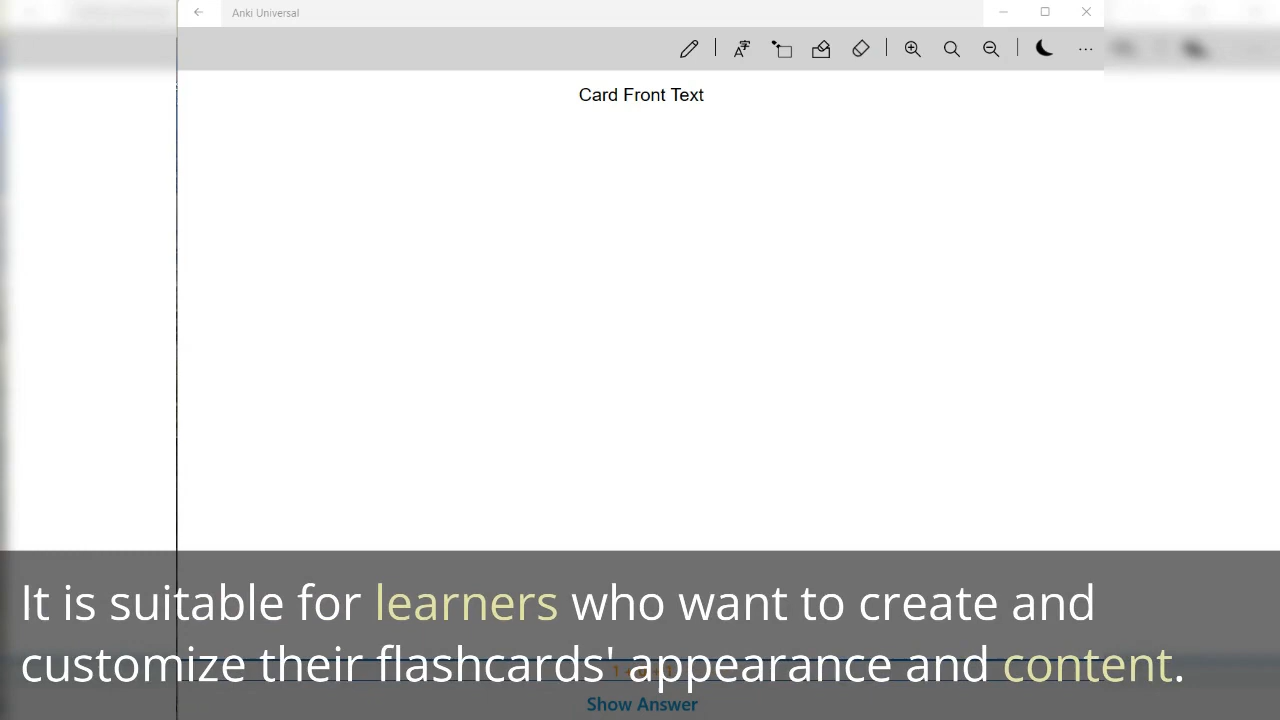 Anki Universal
Card Front Text
It is suitable for learners who want to create and
customize their flashcards' appearance and content.
Show Answer